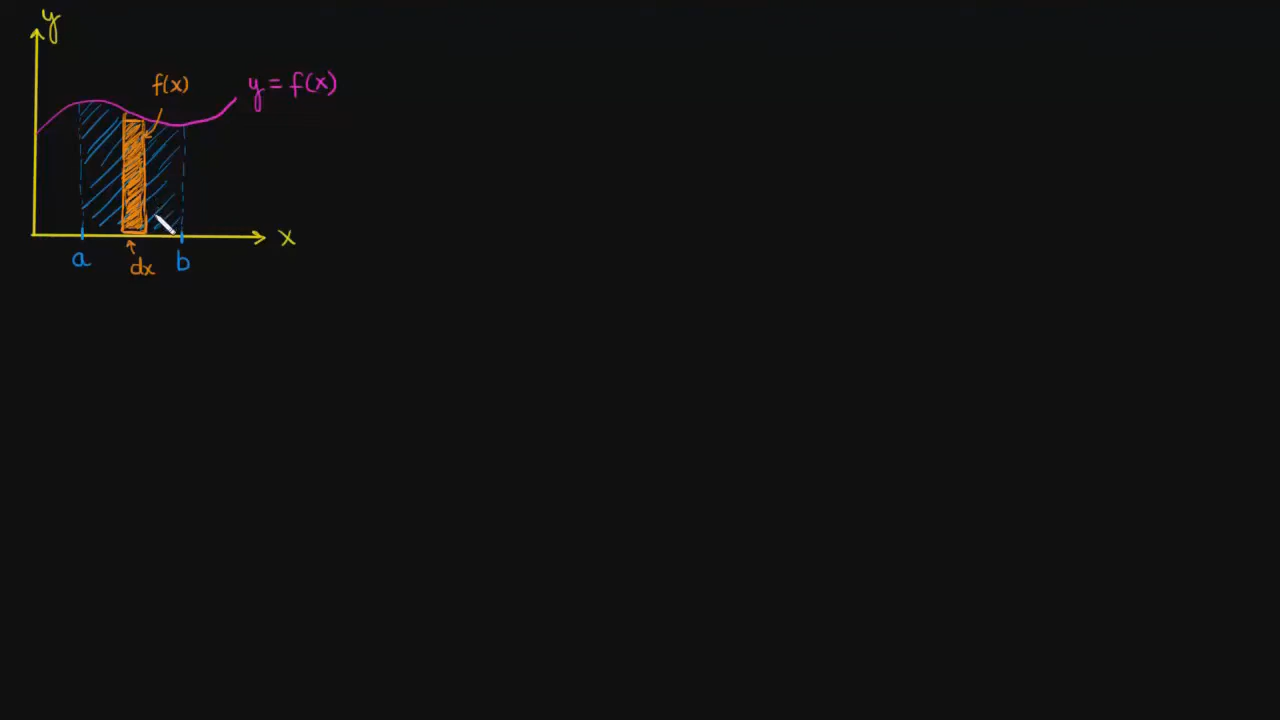 y
f(x)
y = f(x)
x
a
dx
b